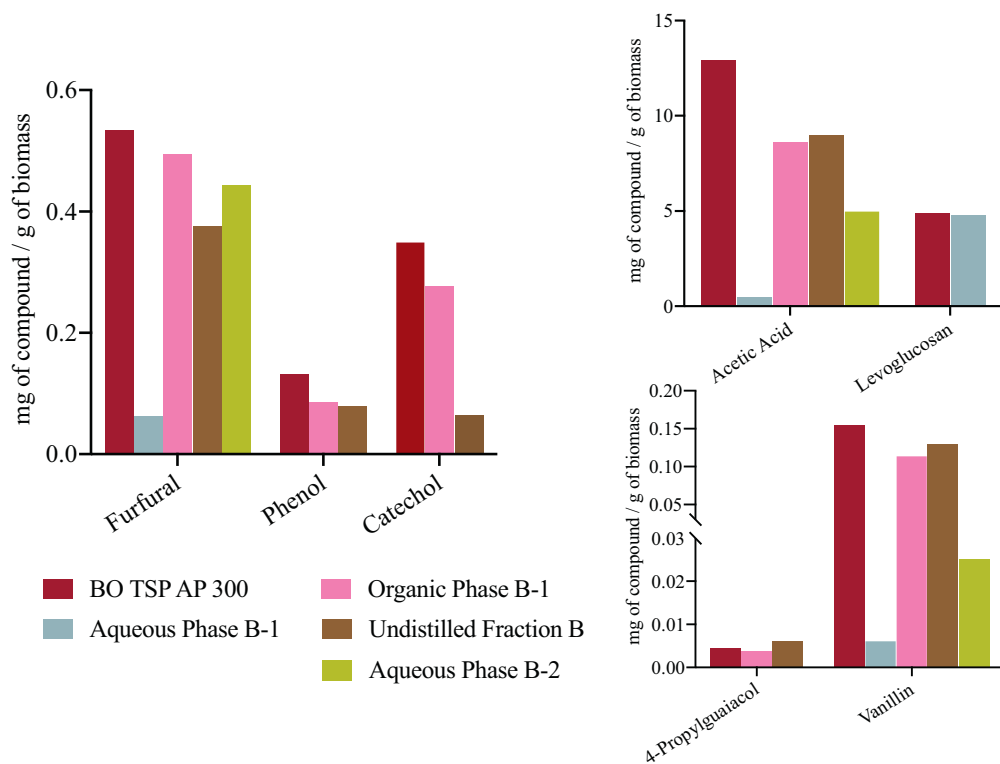 mg of compound / g of biomass
0.6
0.4
0.2
0.0
Furfural
Phenol
Catechol
mg of compound / g of biomass
15
10
5
0
Acetic Acid
Levoglucosan
mg of compound / g of biomass
0.20
0.15
0.10
0.05
0.03
0.02
0.01
0.00
4-Propylguaiacol
Vanillin
BO TSP AP 300
Aqueous Phase B-1
Organic Phase B-1
Undistilled Fraction B
Aqueous Phase B-2